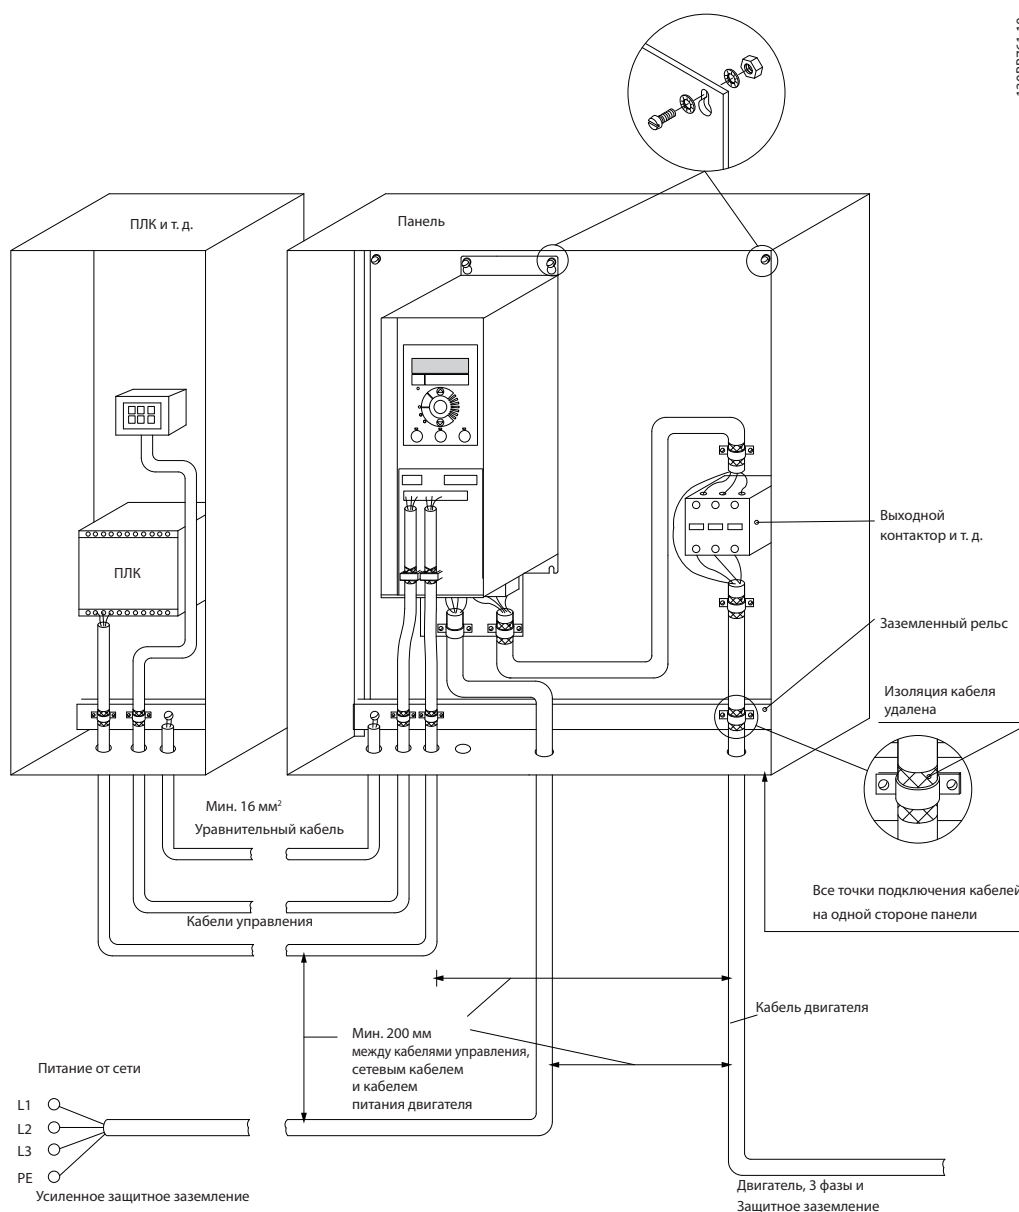 ПЛК и т. д.
Панель
ПЛК
Выходной
контактор и т. д.
Заземленный рельс
Изоляция кабеля
удалена
Мин. 16 мм²
Уравнительный кабель
Все точки подключения кабелей
на одной стороне панели
Кабели управления
Кабель двигателя
Мин. 200 мм
между кабелями управления,
сетевым кабелем
и кабелем
питания двигателя
Питание от сети
L1
L2
L3
PE
Усиленное защитное заземление
Двигатель, 3 фазы и
Защитное заземление